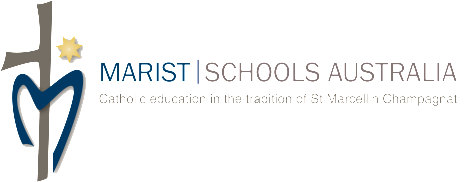 MARIST | SCHOOLS AUSTRALIA
Catholic education in the tradition of St Marcellin Champagnat